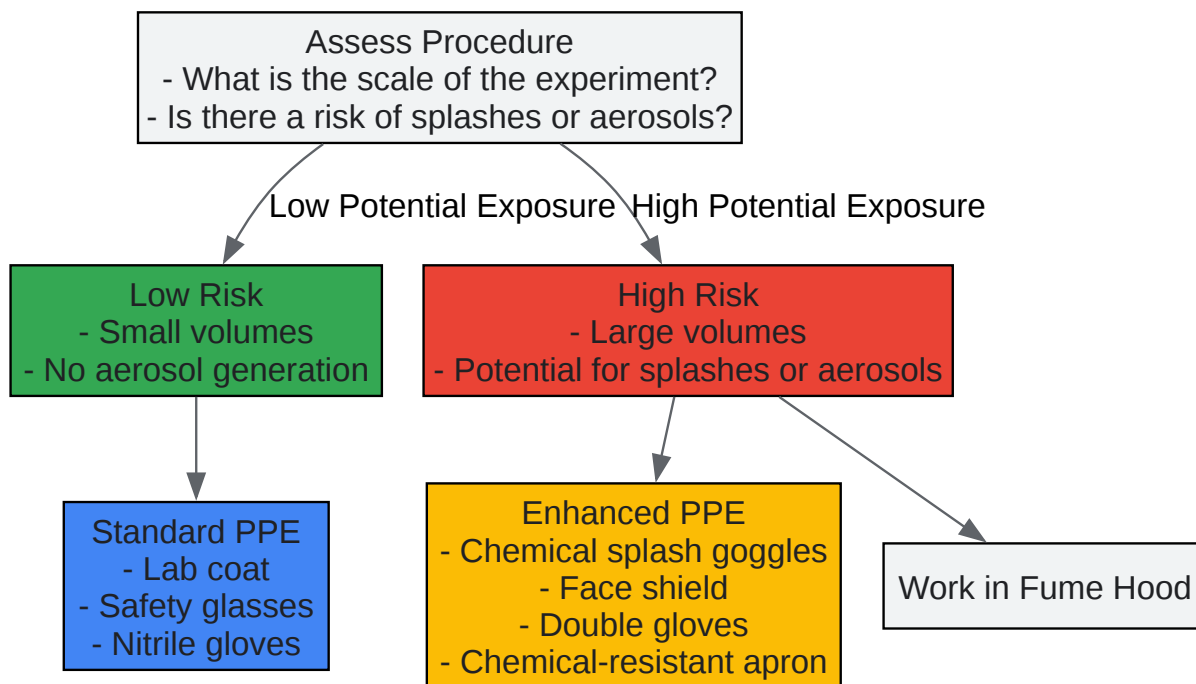 Assess Procedure
- What is the scale of the experiment?
- Is there a risk of splashes or aerosols?
Low Potential Exposure
High Potential Exposure
Low Risk
- Small volumes
- No aerosol generation
High Risk
- Large volumes
- Potential for splashes or aerosols
Standard PPE
- Lab coat
- Safety glasses
- Nitrile gloves
Enhanced PPE
- Chemical splash goggles
- Face shield
- Double gloves
- Chemical-resistant apron
Work in Fume Hood